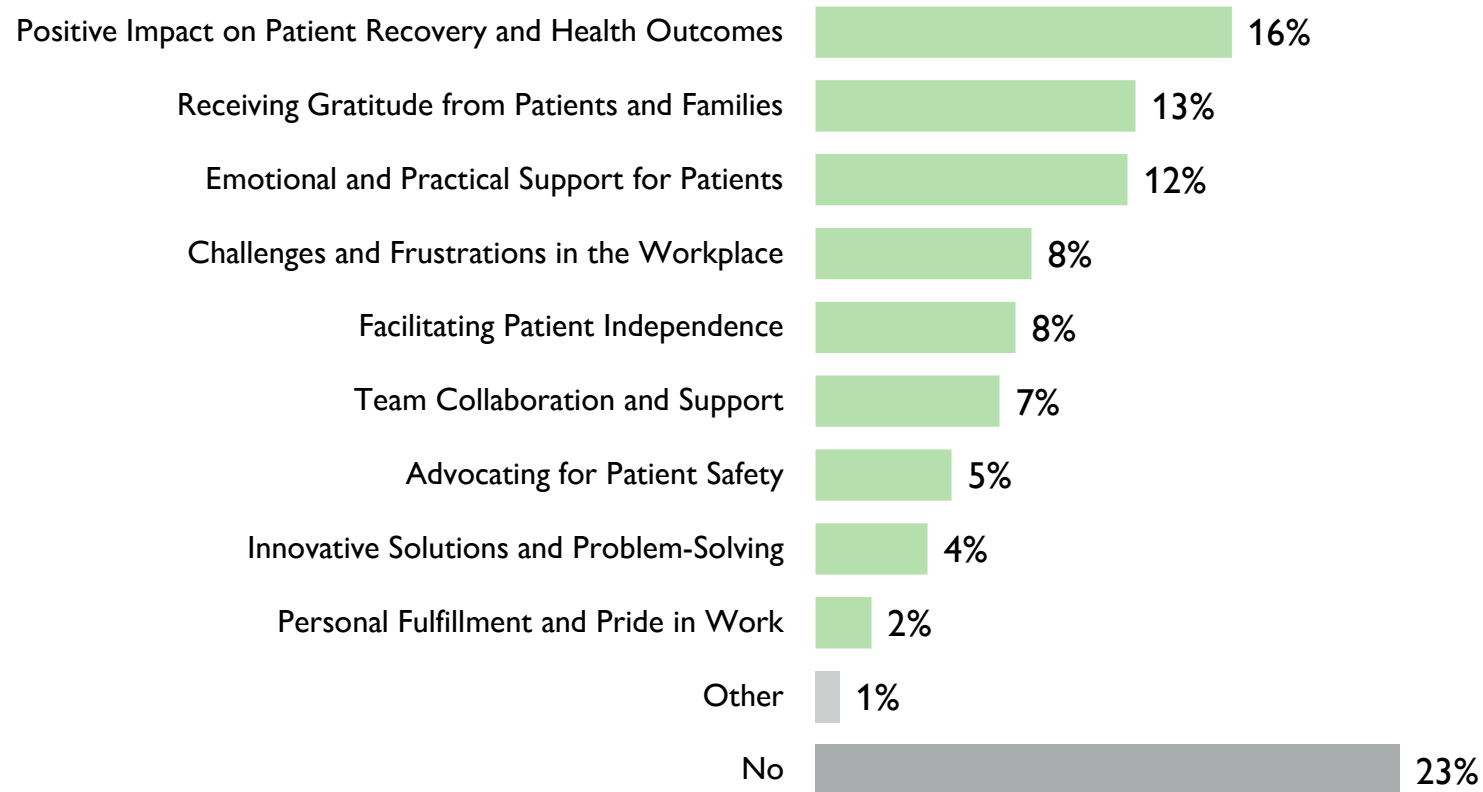 Positive Impact on Patient Recovery and Health Outcomes 16%
Receiving Gratitude from Patients and Families 13%
Emotional and Practical Support for Patients 12%
Challenges and Frustrations in the Workplace 8%
Facilitating Patient Independence 8%
Team Collaboration and Support 7%
Advocating for Patient Safety 5%
Innovative Solutions and Problem-Solving 4%
Personal Fulfillment and Pride in Work 2%
Other 1%
No 23%